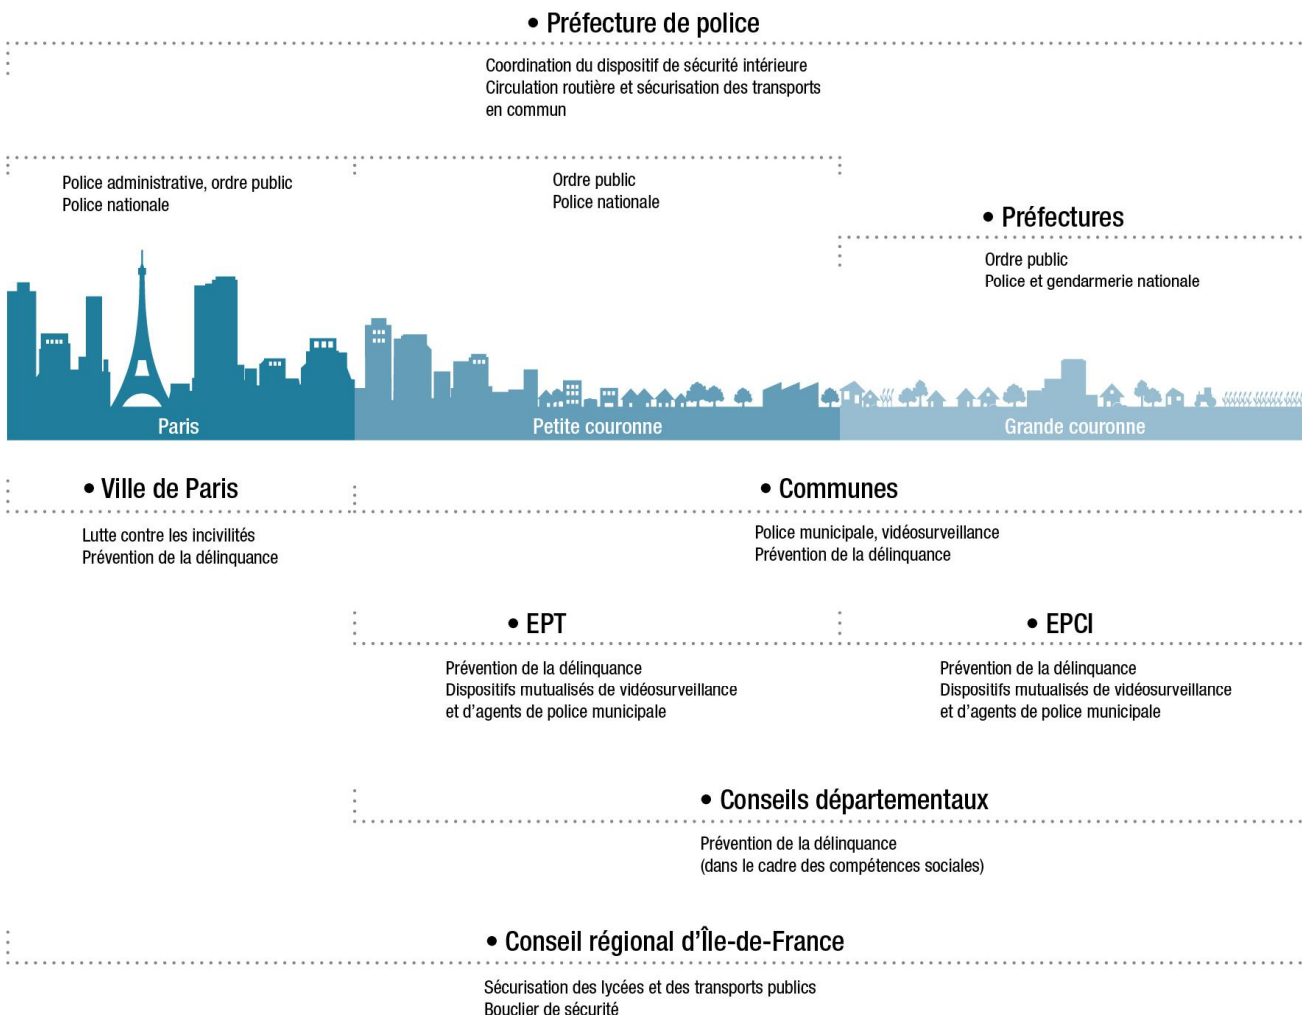 • Préfecture de police
Coordination du dispositif de sécurité intérieure
Circulation routière et sécurisation des transports
en commun
Police administrative, ordre public
Police nationale
Ordre public
Police nationale
• Préfectures
Ordre public
Police et gendarmerie nationale
Paris
Petite couronne
Grande couronne
• Ville de Paris
Lutte contre les incivilités
Prévention de la délinquance
• Communes
Police municipale, vidéosurveillance
Prévention de la délinquance
• EPT
Prévention de la délinquance
Dispositifs mutualisés de vidéosurveillance
et d'agents de police municipale
• EPCI
Prévention de la délinquance
Dispositifs mutualisés de vidéosurveillance
et d'agents de police municipale
• Conseils départementaux
Prévention de la délinquance
(dans le cadre des compétences sociales)
• Conseil régional d'Île-de-France
Sécurisation des lycées et des transports publics
Bouclier de sécurité